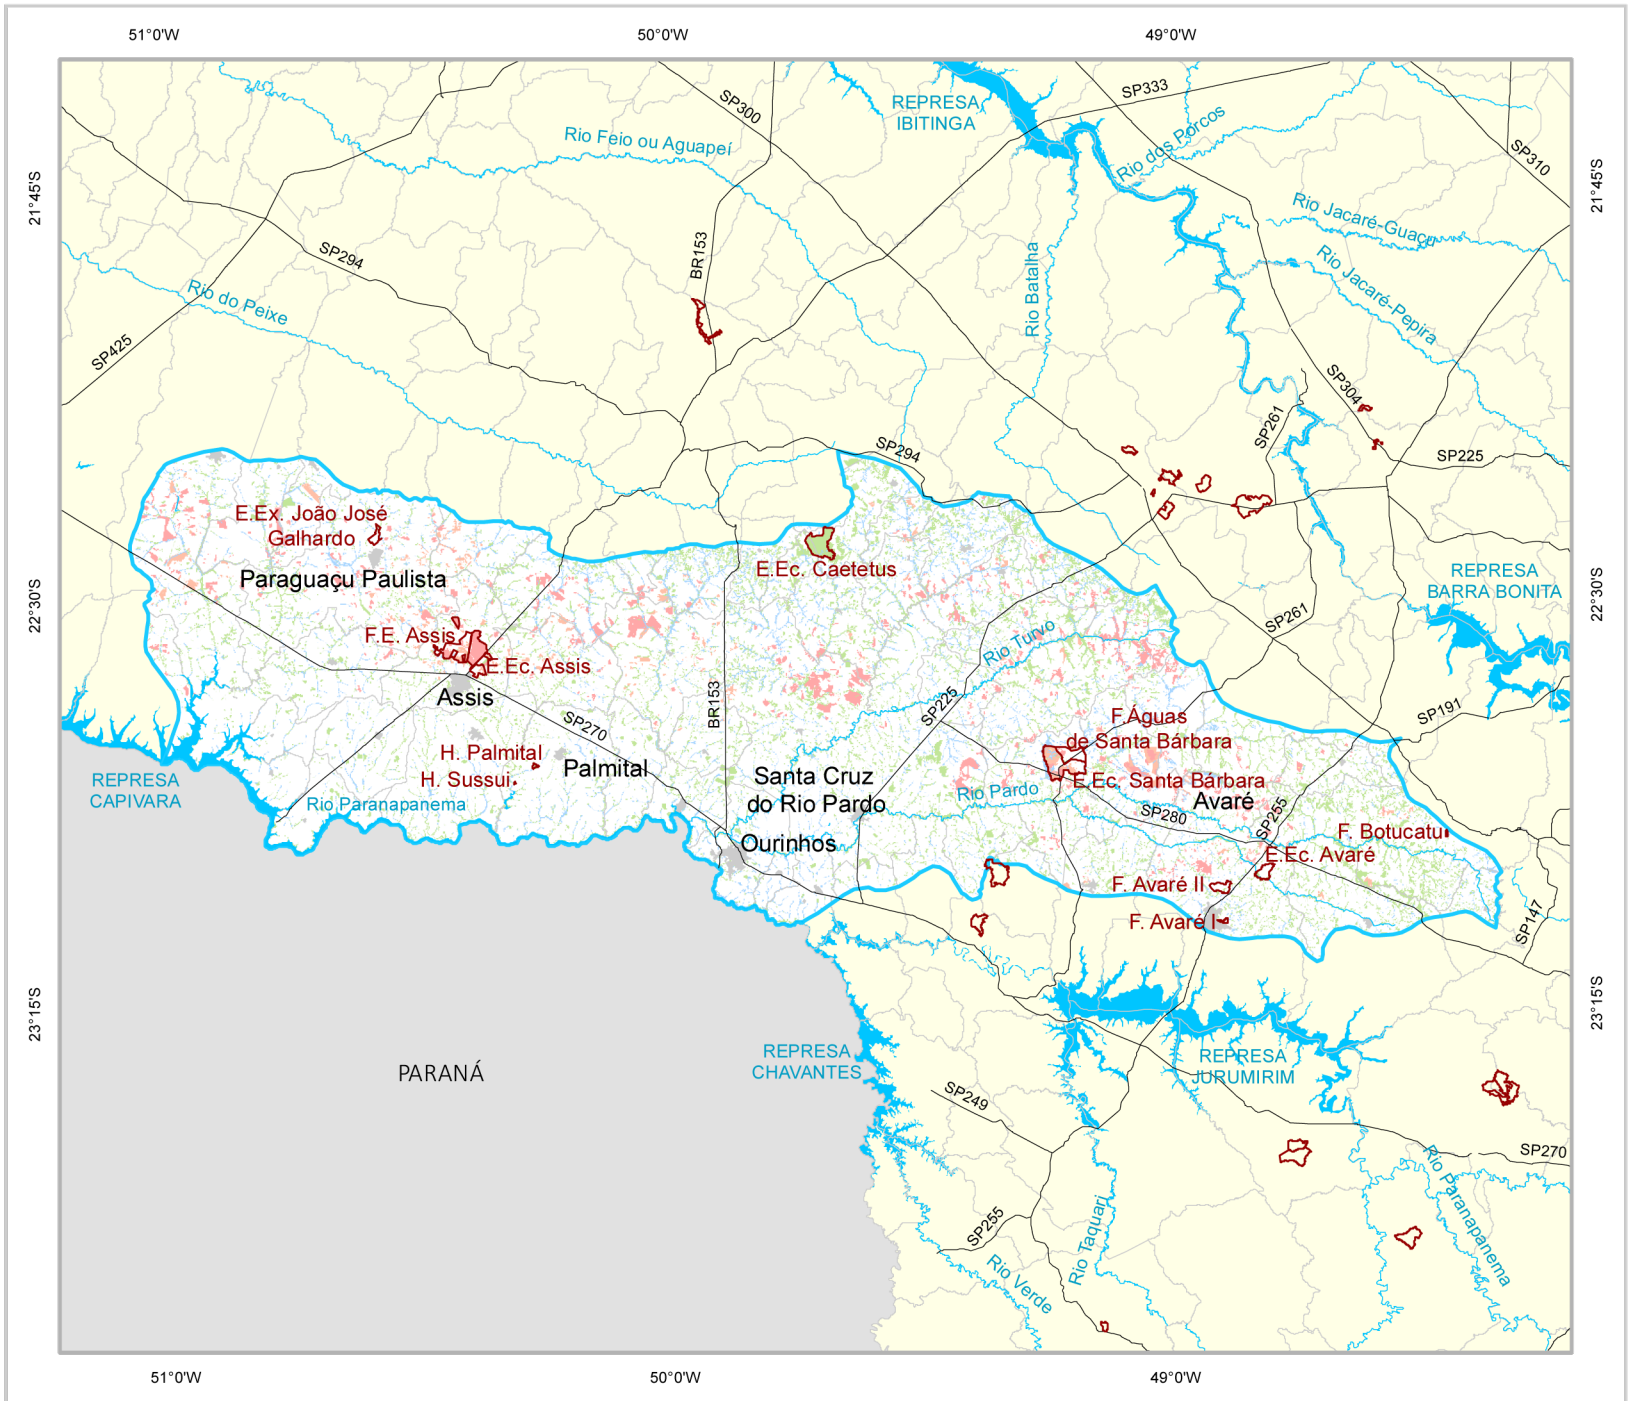 51°0'W
50°0'W
49°0'W
SP333
SP300
REPRESA
IBITINGA
Rio dos Porcos
Rio Feio ou Aguapeí
SP310
21°45'S
21°45'S
Rio Jacaré-Guaçu
SP294
BR153
Rio Batalha
Rio Jacaré-Pepira
Rio do Peixe
SP425
SP304
SP261
SP294
SP225
E.Ex. João José
Galhardo
E.Ec. Caetetus
Paraguaçu Paulista
REPRESA
BARRA BONITA
22°30'S
22°30'S
SP261
F.E. Assis
Rio Turvo
E.Ec. Assis
Assis
BR153
SP225
SP191
F.Águas
de Santa Bárbara
SP270
H. Palmital
Palmital
H. Sussui
REPRESA
CAPIVARA
Santa Cruz
do Rio Pardo
E.Ec. Santa Bárbara
Rio Pardo
Avaré
Rio Paranapanema
SP280
SP255
F. Botucatu
Ourinhos
E.Ec. Avaré
F. Avaré II
F. Avaré I
SP147
23°15'S
23°15'S
REPRESA
CHAVANTES
REPRESA
JURUMIRIM
PARANÁ
SP249
SP270
Rio Paranapanema
SP255
Rio Taquari
Rio Verde
51°0'W
50°0'W
49°0'W